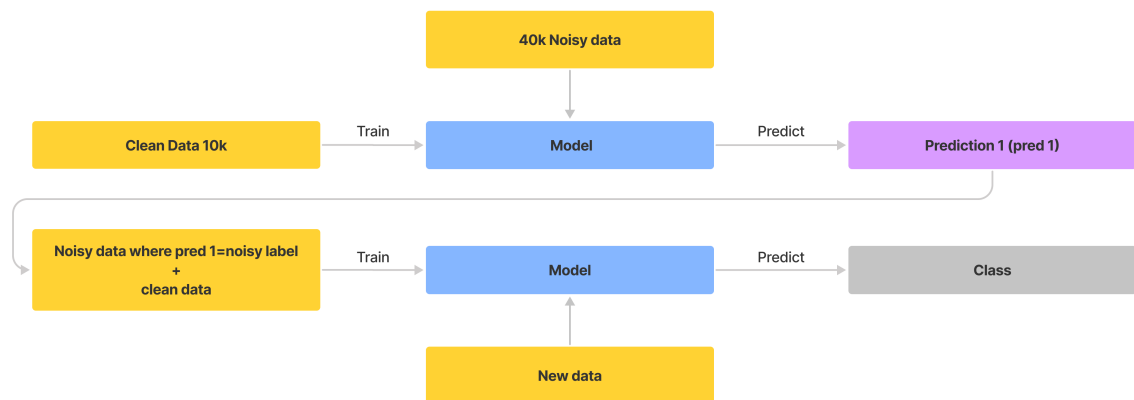 40k Noisy data
Clean Data 10k
Train
Model
Predict
Prediction 1 (pred 1)
Noisy data where pred 1=noisy label
+
clean data
Train
Model
Predict
Class
New data